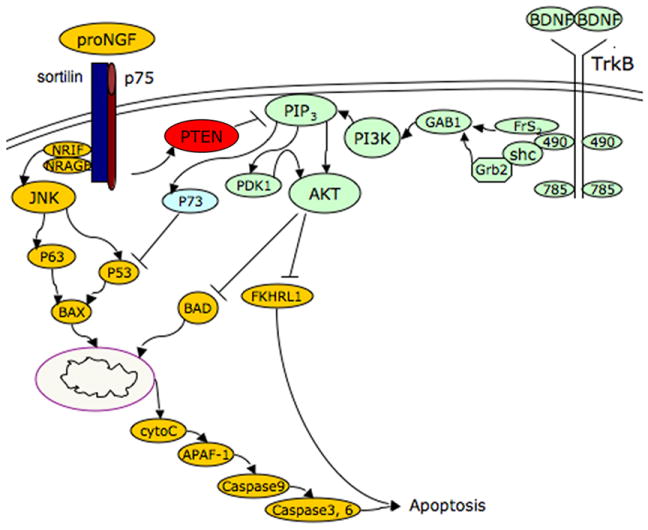 proNGF
BDNF BDNF
sortilin p75
TrkB
PTEN
PIP3
PI3K
GAB1
FrS2
490 490
shc
Grb2
785 785
NRIF
NRAGE
JNK
P73
PDK1
AKT
P63
P53
BAX
BAD
FKHRL1
cytoC
APAF-1
Caspase9
Caspase3, 6
Apoptosis